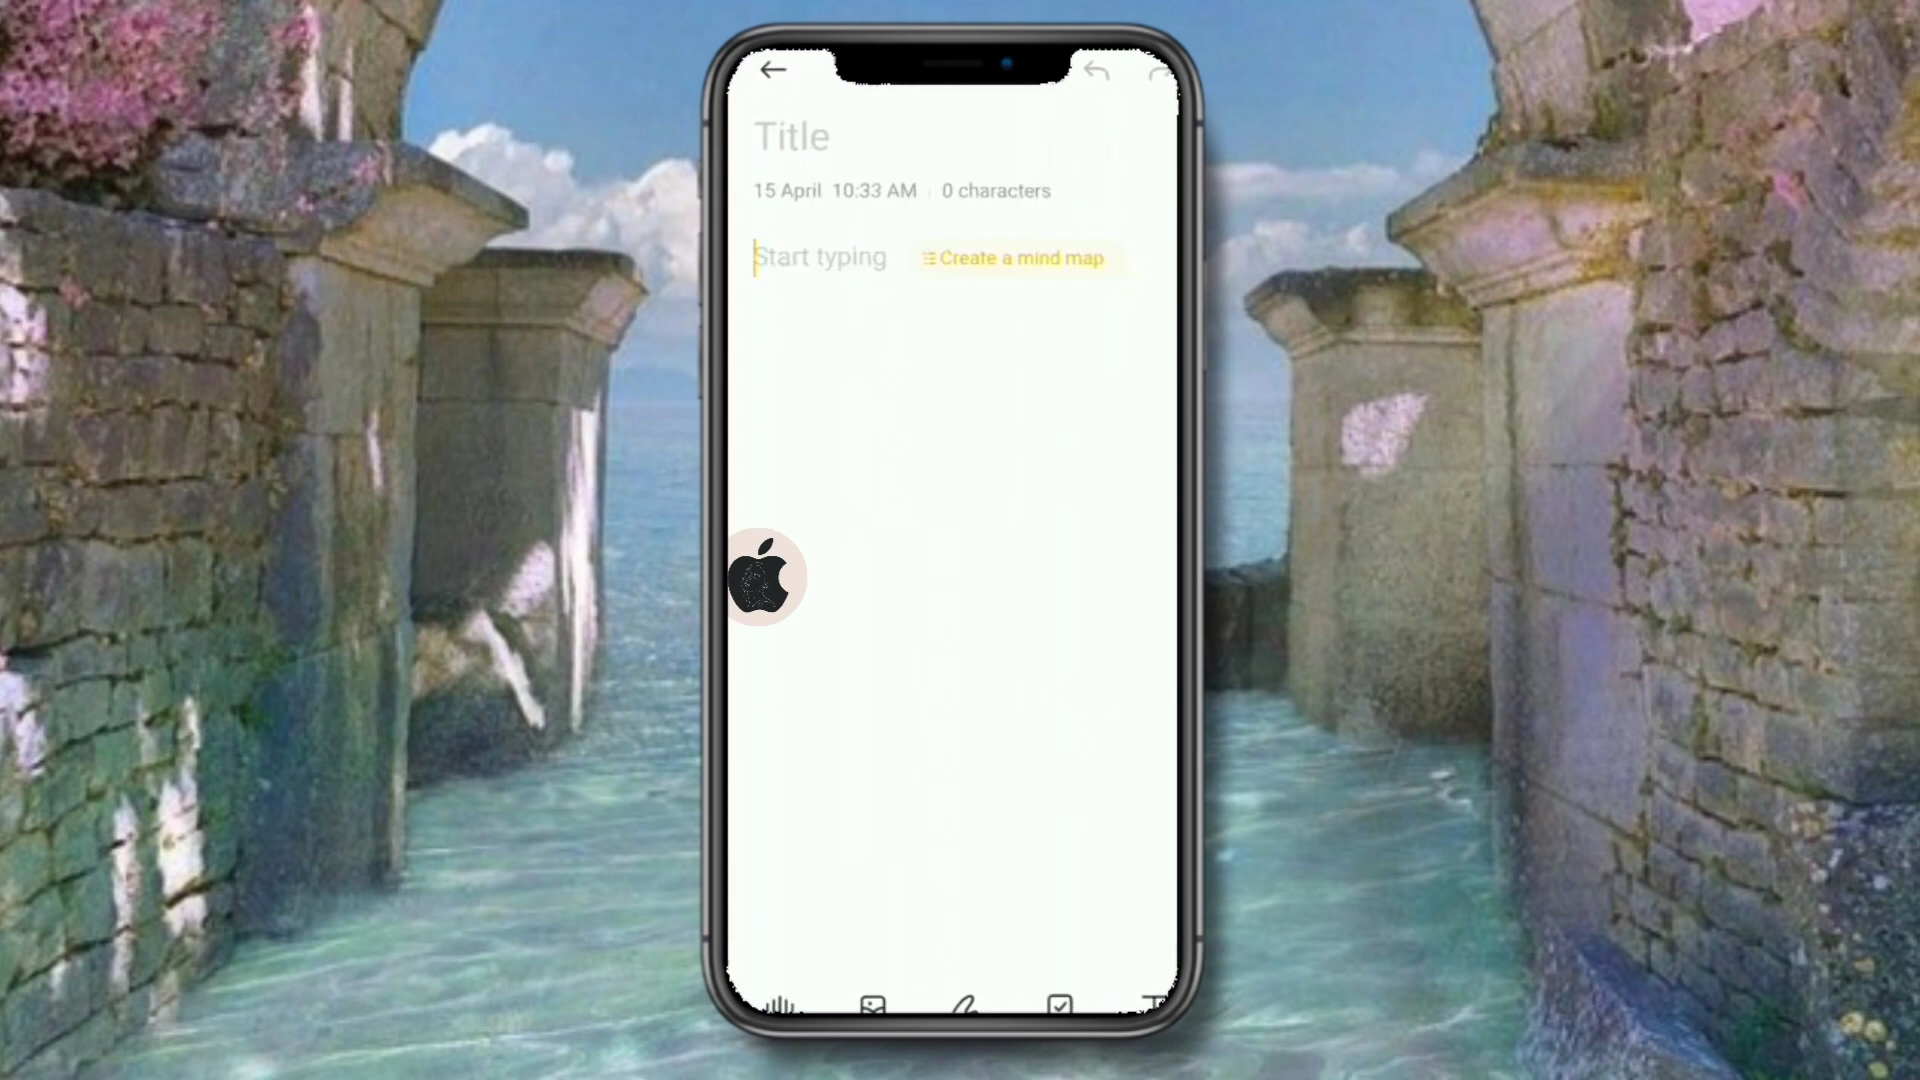 Title
15 April 10:33 AM | 0 characters
Start typing
Create a mind map